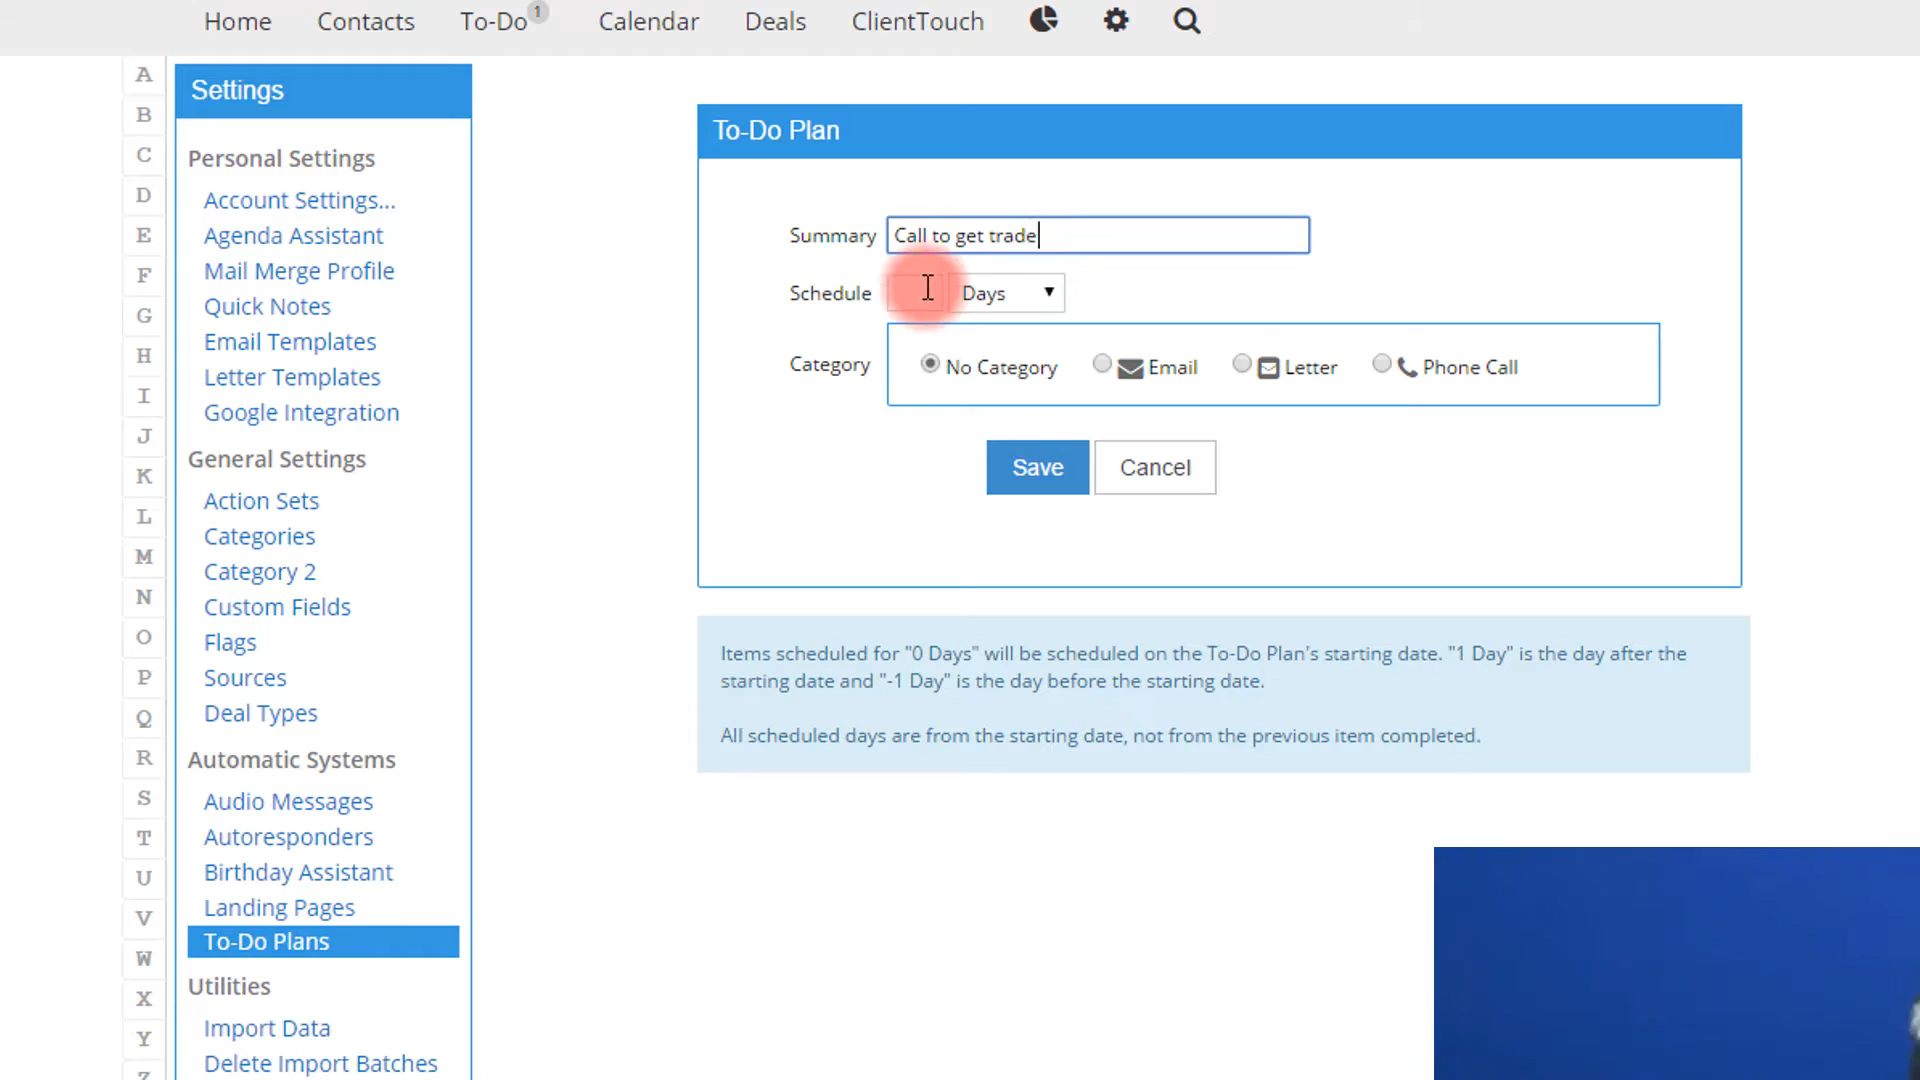 Home Contacts To-Do 1 Calendar Deals ClientTouch
A
B
C
D
E
F
G
H
I
J
K
L
M
N
O
P
Q
R
S
T
U
V
W
X
Y
Z
Settings
Personal Settings
Account Settings...
Agenda Assistant
Mail Merge Profile
Quick Notes
Email Templates
Letter Templates
Google Integration
General Settings
Action Sets
Categories
Category 2
Custom Fields
Flags
Sources
Deal Types
Automatic Systems
Audio Messages
Autoresponders
Birthday Assistant
Landing Pages
To-Do Plans
Utilities
Import Data
Delete Import Batches
To-Do Plan
Summary Call to get trade
Schedule Days
Category No Category Email Letter Phone Call
Save Cancel
Items scheduled for "0 Days" will be scheduled on the To-Do Plan's starting date. "1 Day" is the day after the
starting date and "-1 Day" is the day before the starting date.
All scheduled days are from the starting date, not from the previous item completed.